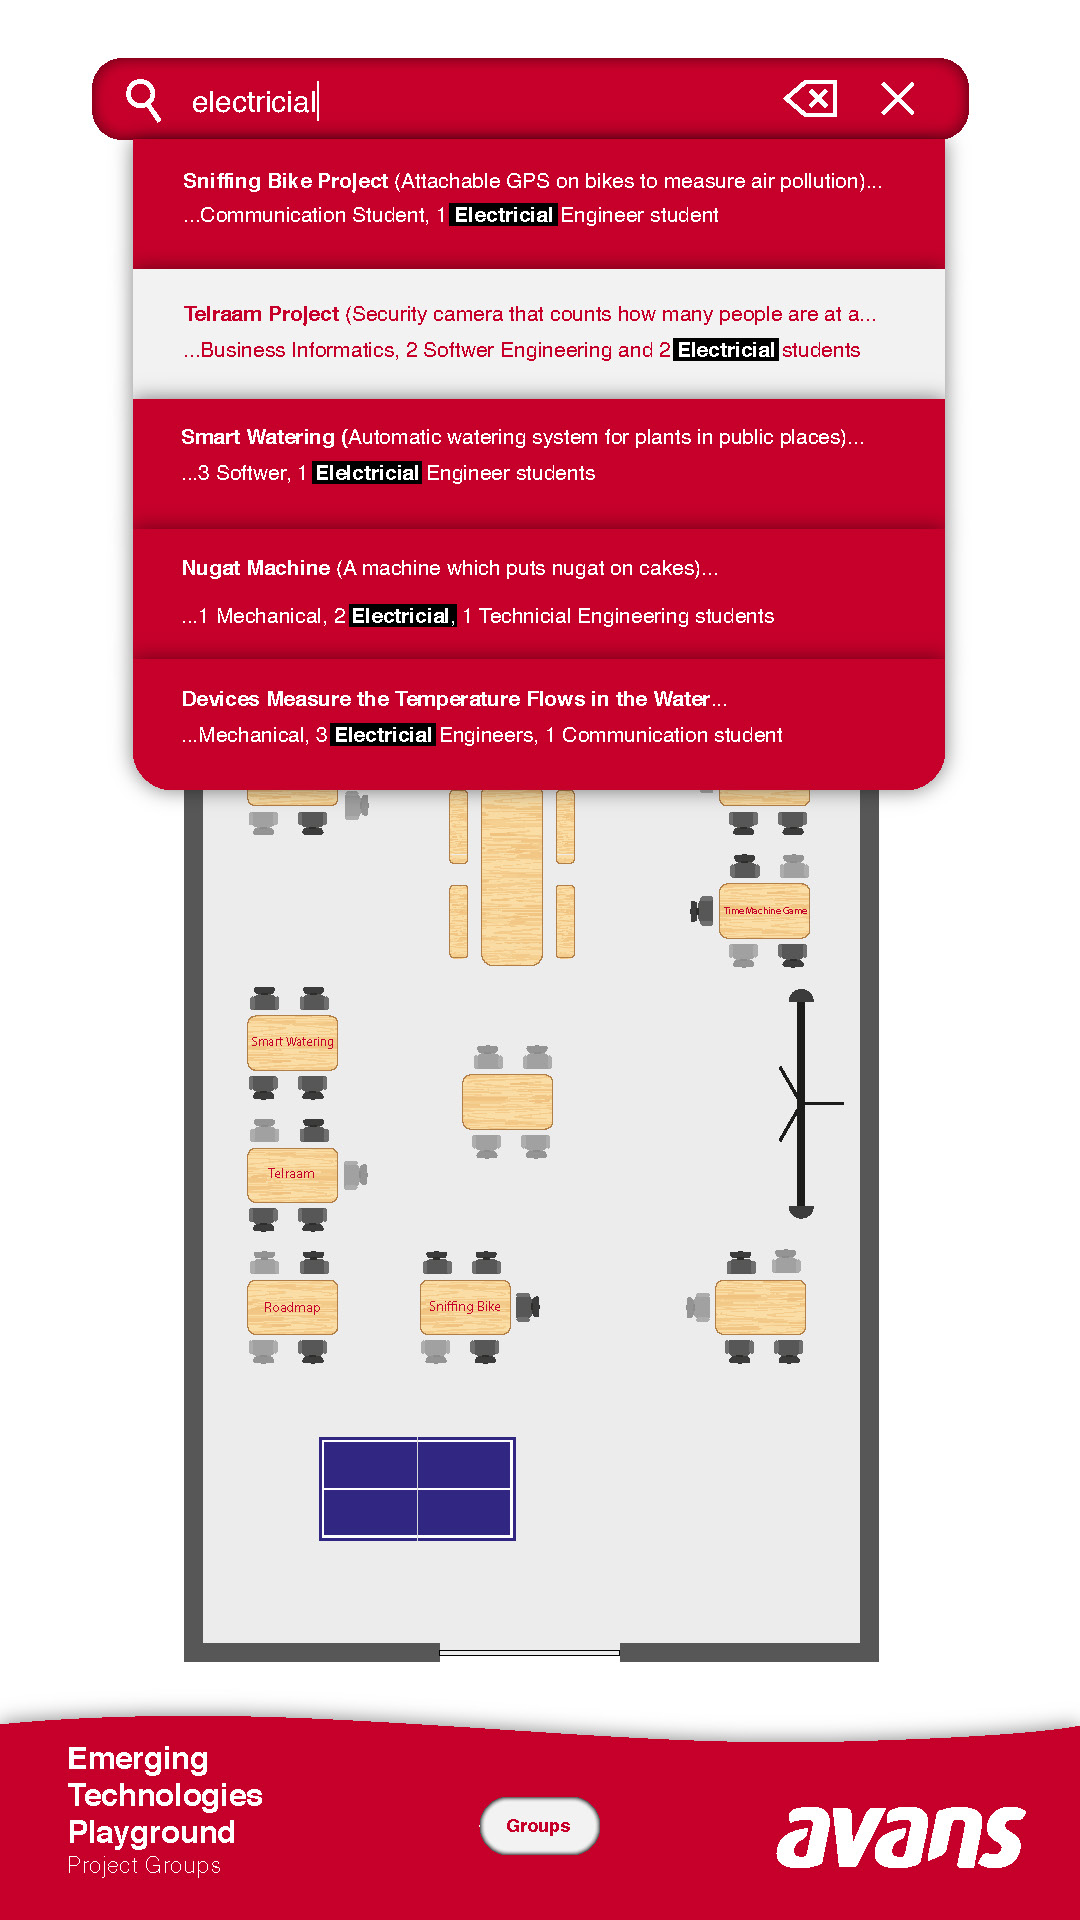 electricial
Sniffing Bike Project (Attachable GPS on bikes to measure air pollution)...
...Communication Student, 1 Electricial Engineer student
Telraam Project (Security camera that counts how many people are at a...
...Business Informatics, 2 Softwer Engineering and 2 Electricial students
Smart Watering (Automatic watering system for plants in public places)...
...3 Softwer, 1 Elelctricial Engineer students
Nugat Machine (A machine which puts nugat on cakes)...
...1 Mechanical, 2 Electricial, 1 Technicial Engineering students
Devices Measure the Temperature Flows in the Water...
...Mechanical, 3 Electricial Engineers, 1 Communication student
TimeMachine Game
Smart Watering
Telraam
Roadmap
Sniffing Bike
Emerging
Technologies
Playground
Project Groups
Groups
avans